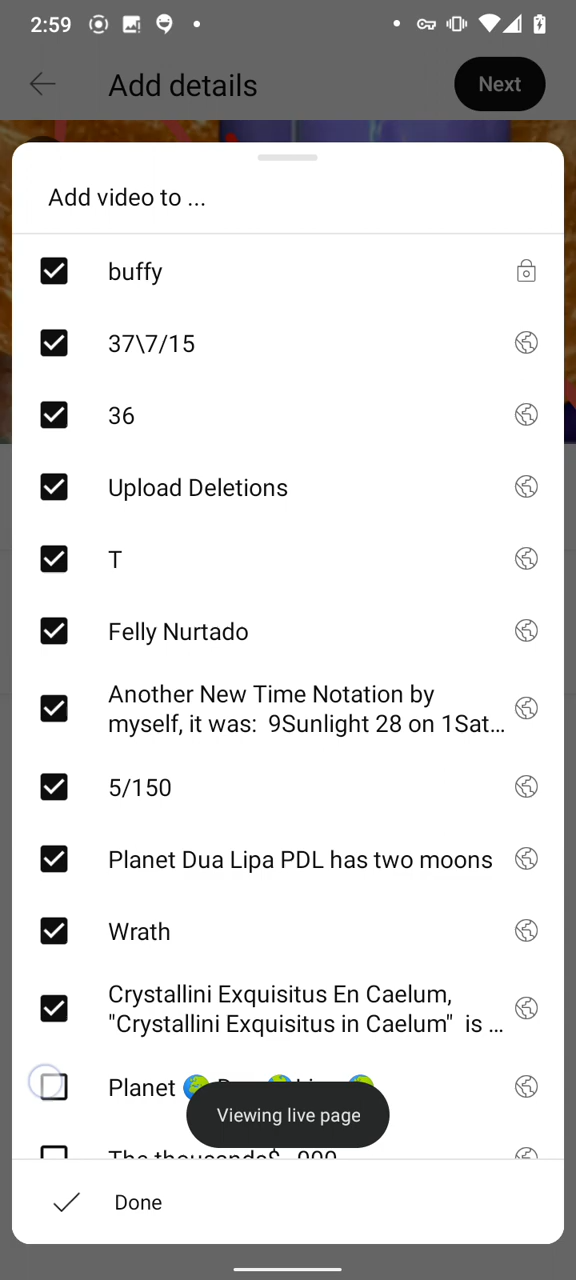 2:59
Add details
Next
Add video to ...
buffy
37\7/15
36
Upload Deletions
T
Felly Nurtado
Another New Time Notation by
myself, it was:  9Sunlight 28 on 1Sat...
5/150
Planet Dua Lipa PDL has two moons
Wrath
Crystallini Exquisitus En Caelum,
"Crystallini Exquisitus in Caelum"  is ...
Planet 🌍
Viewing live page
The thousands
Done